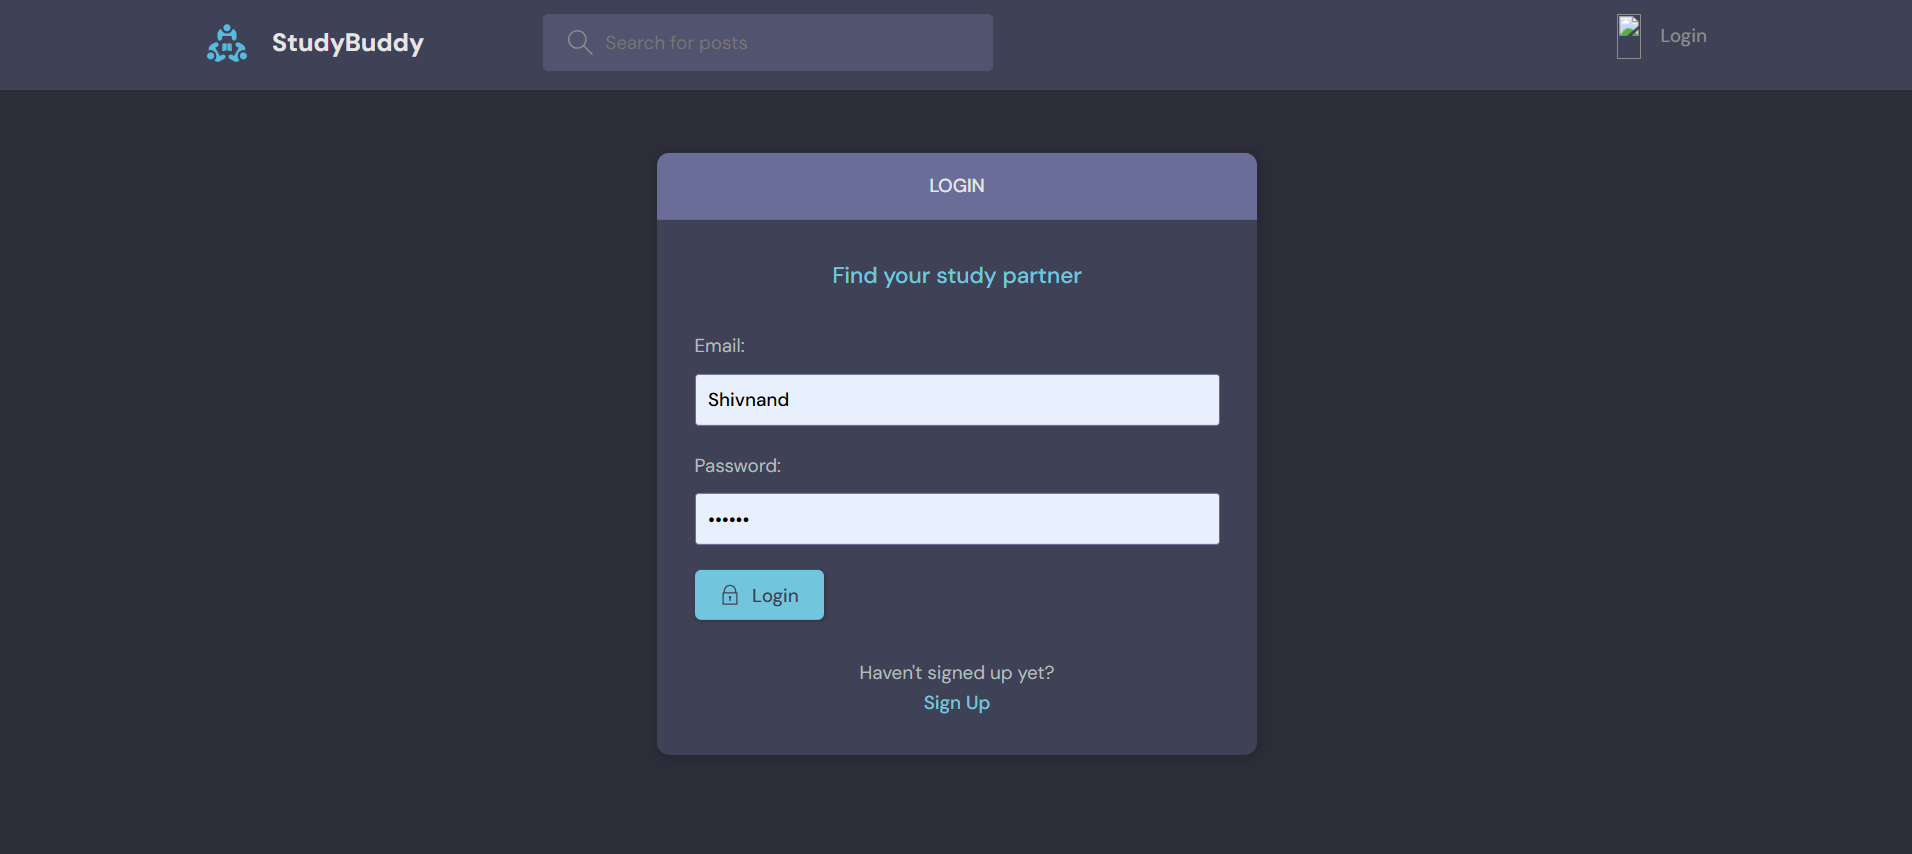 StudyBuddy
Search for posts
Login
LOGIN
Find your study partner
Email:
Shivnand
Password:
••••••
Login
Haven't signed up yet?
Sign Up